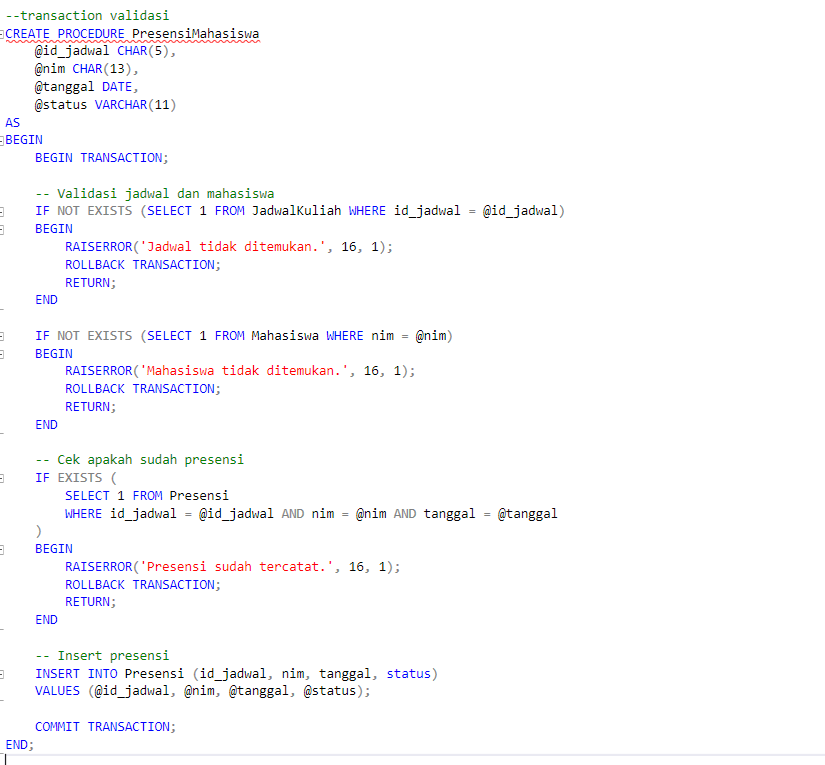 --transaction validasi
CREATE PROCEDURE PresensiMahasiswa
    @id_jadwal CHAR(5),
    @nim CHAR(13),
    @tanggal DATE,
    @status VARCHAR(11)
AS
BEGIN
    BEGIN TRANSACTION;

    -- Validasi jadwal dan mahasiswa
    IF NOT EXISTS (SELECT 1 FROM JadwalKuliah WHERE id_jadwal = @id_jadwal)
    BEGIN
        RAISERROR('Jadwal tidak ditemukan.', 16, 1);
        ROLLBACK TRANSACTION;
        RETURN;
    END

    IF NOT EXISTS (SELECT 1 FROM Mahasiswa WHERE nim = @nim)
    BEGIN
        RAISERROR('Mahasiswa tidak ditemukan.', 16, 1);
        ROLLBACK TRANSACTION;
        RETURN;
    END

    -- Cek apakah sudah presensi
    IF EXISTS (
        SELECT 1 FROM Presensi
        WHERE id_jadwal = @id_jadwal AND nim = @nim AND tanggal = @tanggal
    )
    BEGIN
        RAISERROR('Presensi sudah tercatat.', 16, 1);
        ROLLBACK TRANSACTION;
        RETURN;
    END

    -- Insert presensi
    INSERT INTO Presensi (id_jadwal, nim, tanggal, status)
    VALUES (@id_jadwal, @nim, @tanggal, @status);

    COMMIT TRANSACTION;
END;